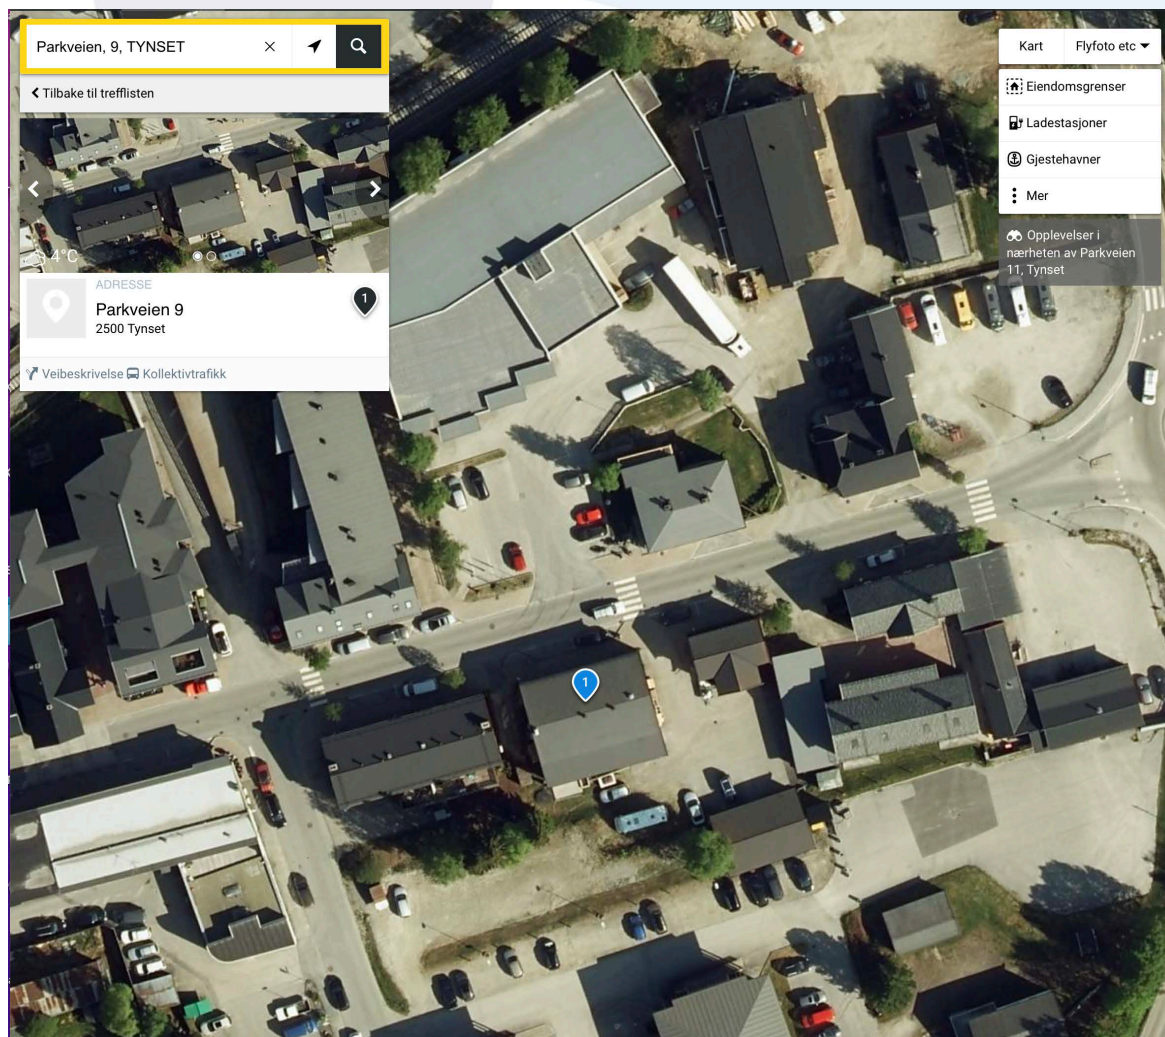 Parkveien, 9, TYNSET
Tilbake til trefflisten
4°C
ADRESSE
Parkveien 9
2500 Tynset
1
Veibeskrivelse Kollektivtrafikk
Kart
Flyfoto etc
Eiendomsgrenser
Ladestasjoner
Gjestehavner
Mer
Opplevelser i
nærheten av Parkveien
11, Tynset
1